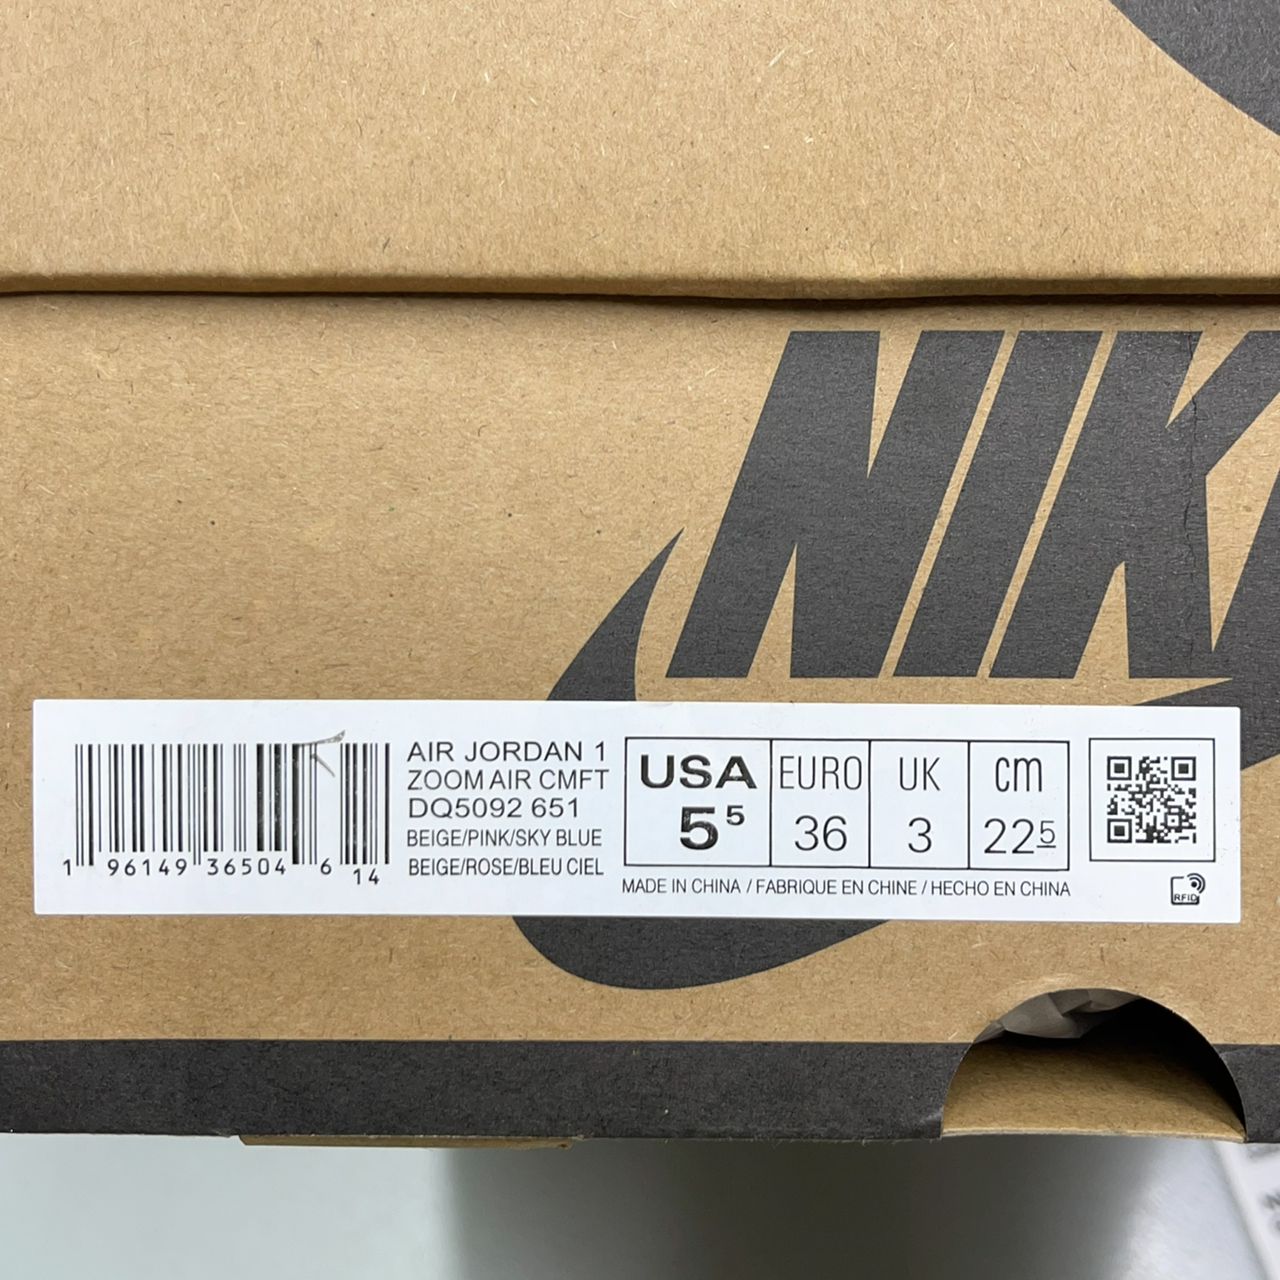 NIK
AIR JORDAN 1
ZOOM AIR CMFT
DQ5092 651
BEIGE/PINK/SKY BLUE
BEIGE/ROSE/BLEU CIEL
1 96149 36504 6 14
USA EURO UK cm
5⁵ 36 3 22⁵
MADE IN CHINA / FABRIQUE EN CHINE / HECHO EN CHINA
RFID